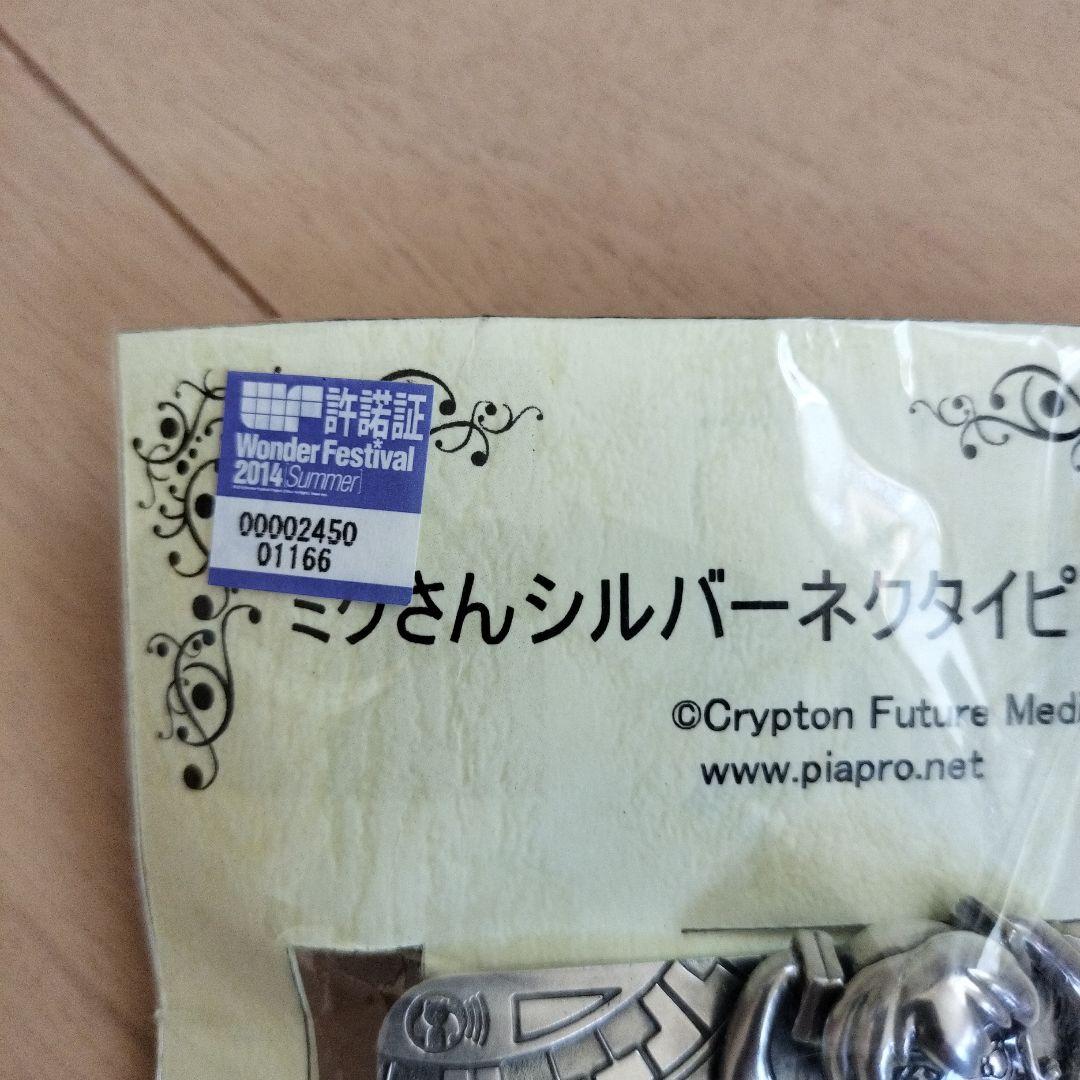 許諾証
Wonder Festival
2014 [Summer]
00002450
01166
ミクさんシルバーネクタイピ
©Crypton Future Med
www.piapro.net